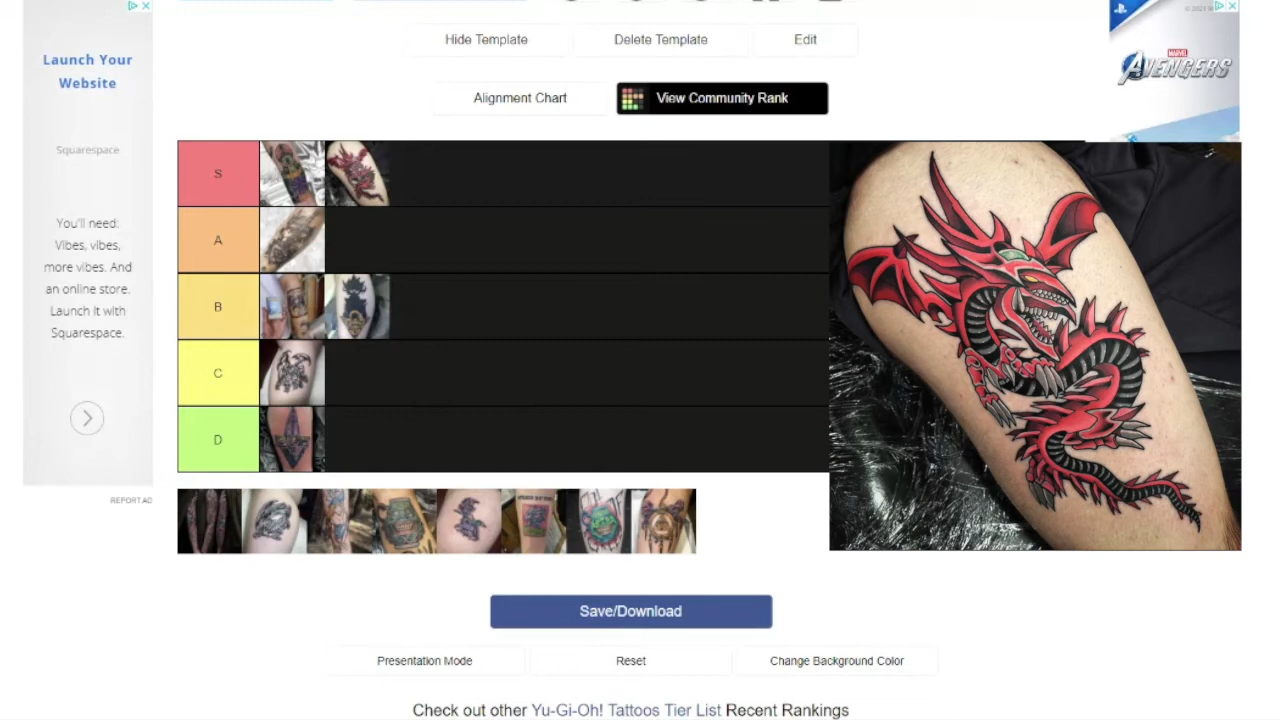 Launch Your
Website
Squarespace
You'll need:
Vibes, vibes,
more vibes. And
an online store.
Launch it with
Squarespace.
REPORT AD
Hide Template
Delete Template
Edit
Alignment Chart
View Community Rank
MARVEL
AVENGERS
S
A
B
C
D
Save/Download
Presentation Mode
Reset
Change Background Color
Check out other Yu-Gi-Oh! Tattoos Tier List Recent Rankings